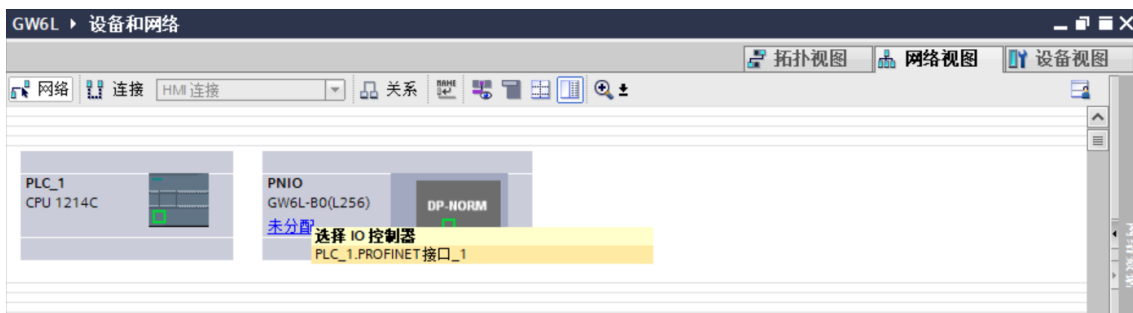 GW6L ▸ 设备和网络
拓扑视图 网络视图 设备视图
网络 连接 HMI 连接 关系
PLC_1
CPU 1214C
PNIO
GW6L-B0(L256)
未分配
DP-NORM
选择 IO 控制器
PLC_1.PROFINET接口_1